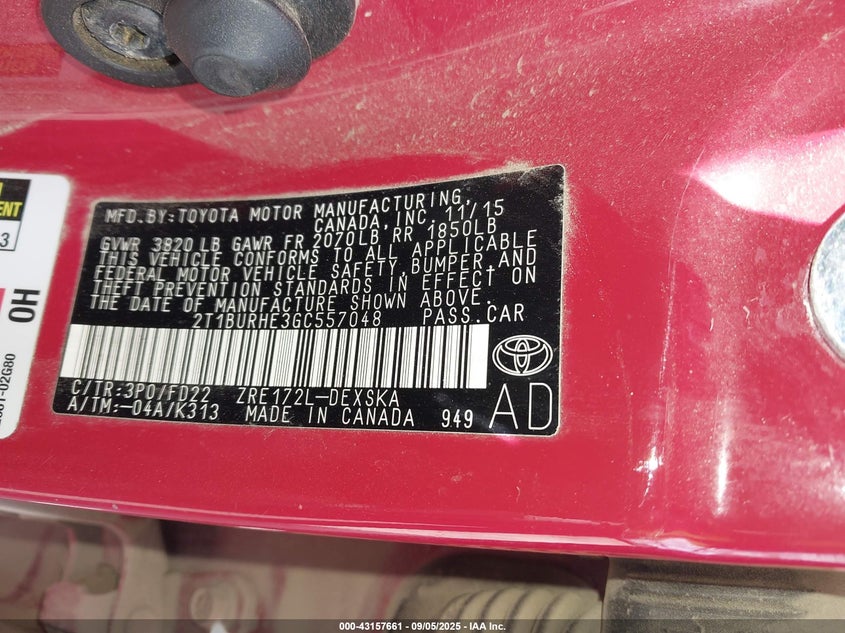 MFD.BY:TOYOTA MOTOR MANUFACTURING,
CANADA,INC. 11/15
GVWR 3820LB GAWR FR 2070LB RR 1850LB
THIS VEHICLE CONFORMS TO ALL APPLICABLE
FEDERAL MOTOR VEHICLE SAFETY,BUMPER,AND
THEFT PREVENTION STANDARDS IN EFFECT ON
THE DATE OF MANUFACTURE SHOWN ABOVE.
2T1BURHE3GC557048 PASS.CAR
C/TR:3P0/FD22 ZRE172L-DEXSKA
A/TM:-04A/K313 MADE IN CANADA 949 AD
HO
02G80
000-43157661 - 09/05/2025 - IAA Inc.